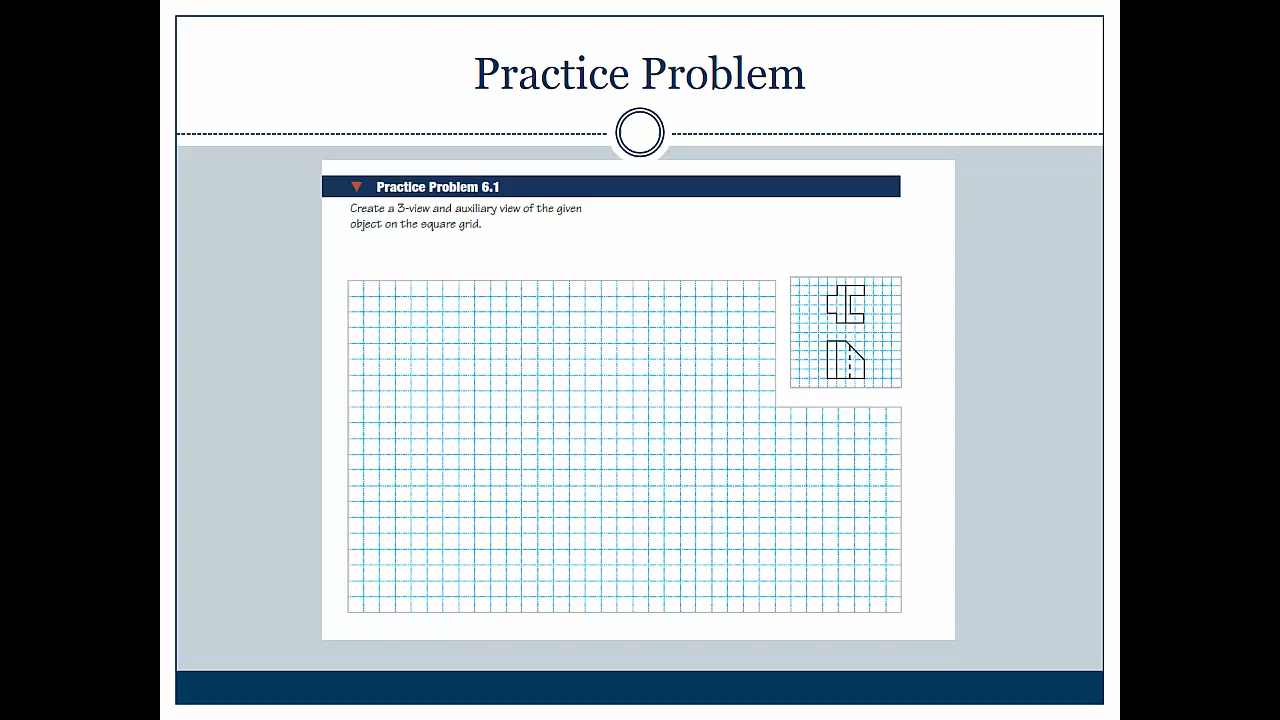 Practice Problem
Practice Problem 6.1
Create a 3-view and auxiliary view of the given
object on the square grid.